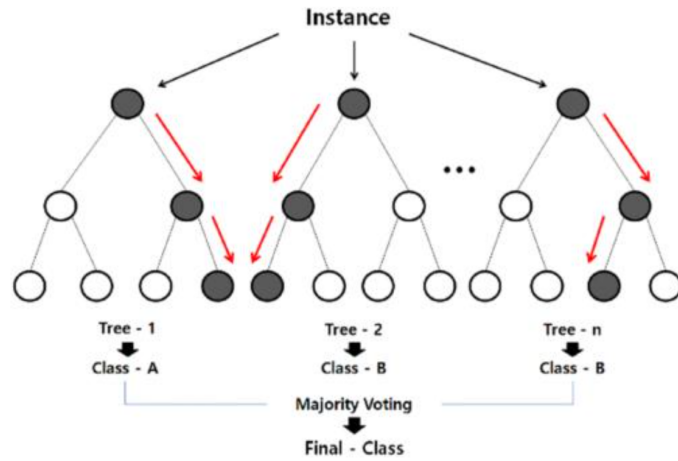 Instance
...
Tree - 1
Tree - 2
Tree - n
Class - A
Class - B
Class - B
Majority Voting
Final - Class